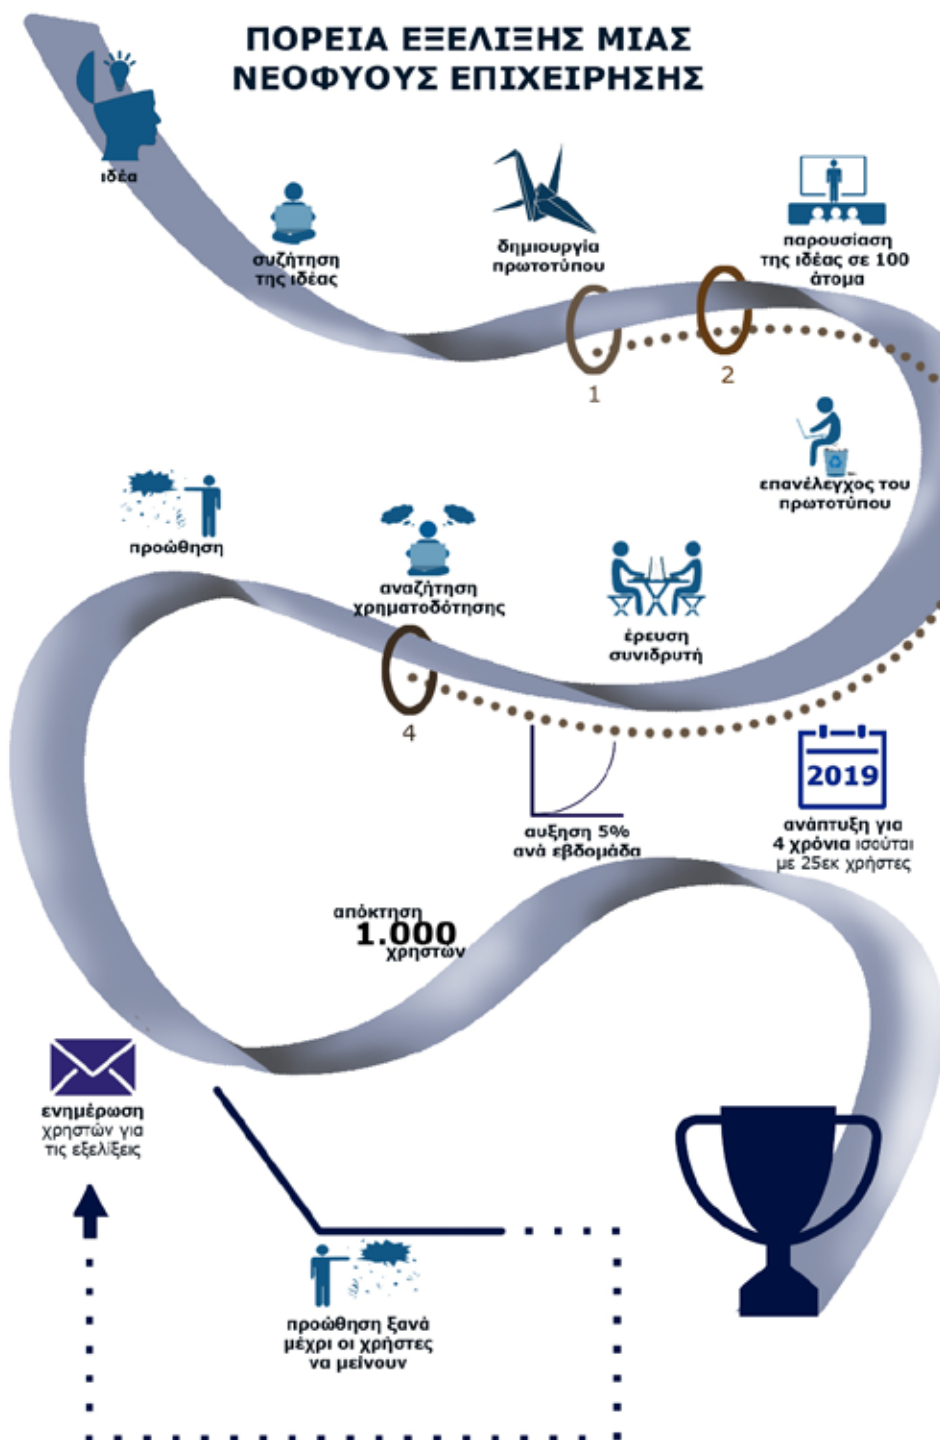 ΠΟΡΕΙΑ ΕΞΕΛΙΞΗΣ ΜΙΑΣ
ΝΕΟΦΥΟΥΣ ΕΠΙΧΕΙΡΗΣΗΣ
ιδέα
συζήτηση
της ιδέας
δημιουργία
πρωτοτύπου
παρουσίαση
της ιδέας σε 100
άτομα
1
2
επανέλεγχος του
πρωτοτύπου
προώθηση
αναζήτηση
χρηματοδότησης
έρευση
συνιδρυτή
4
αυξηση 5%
ανά εβδομάδα
2019
ανάπτυξη για
4 χρόνια ισούται
με 25εκ χρήστες
απόκτηση
1.000
χρηστών
ενημέρωση
χρηστών για
τις εξελίξεις
προώθηση ξανά
μέχρι οι χρήστες
να μείνουν